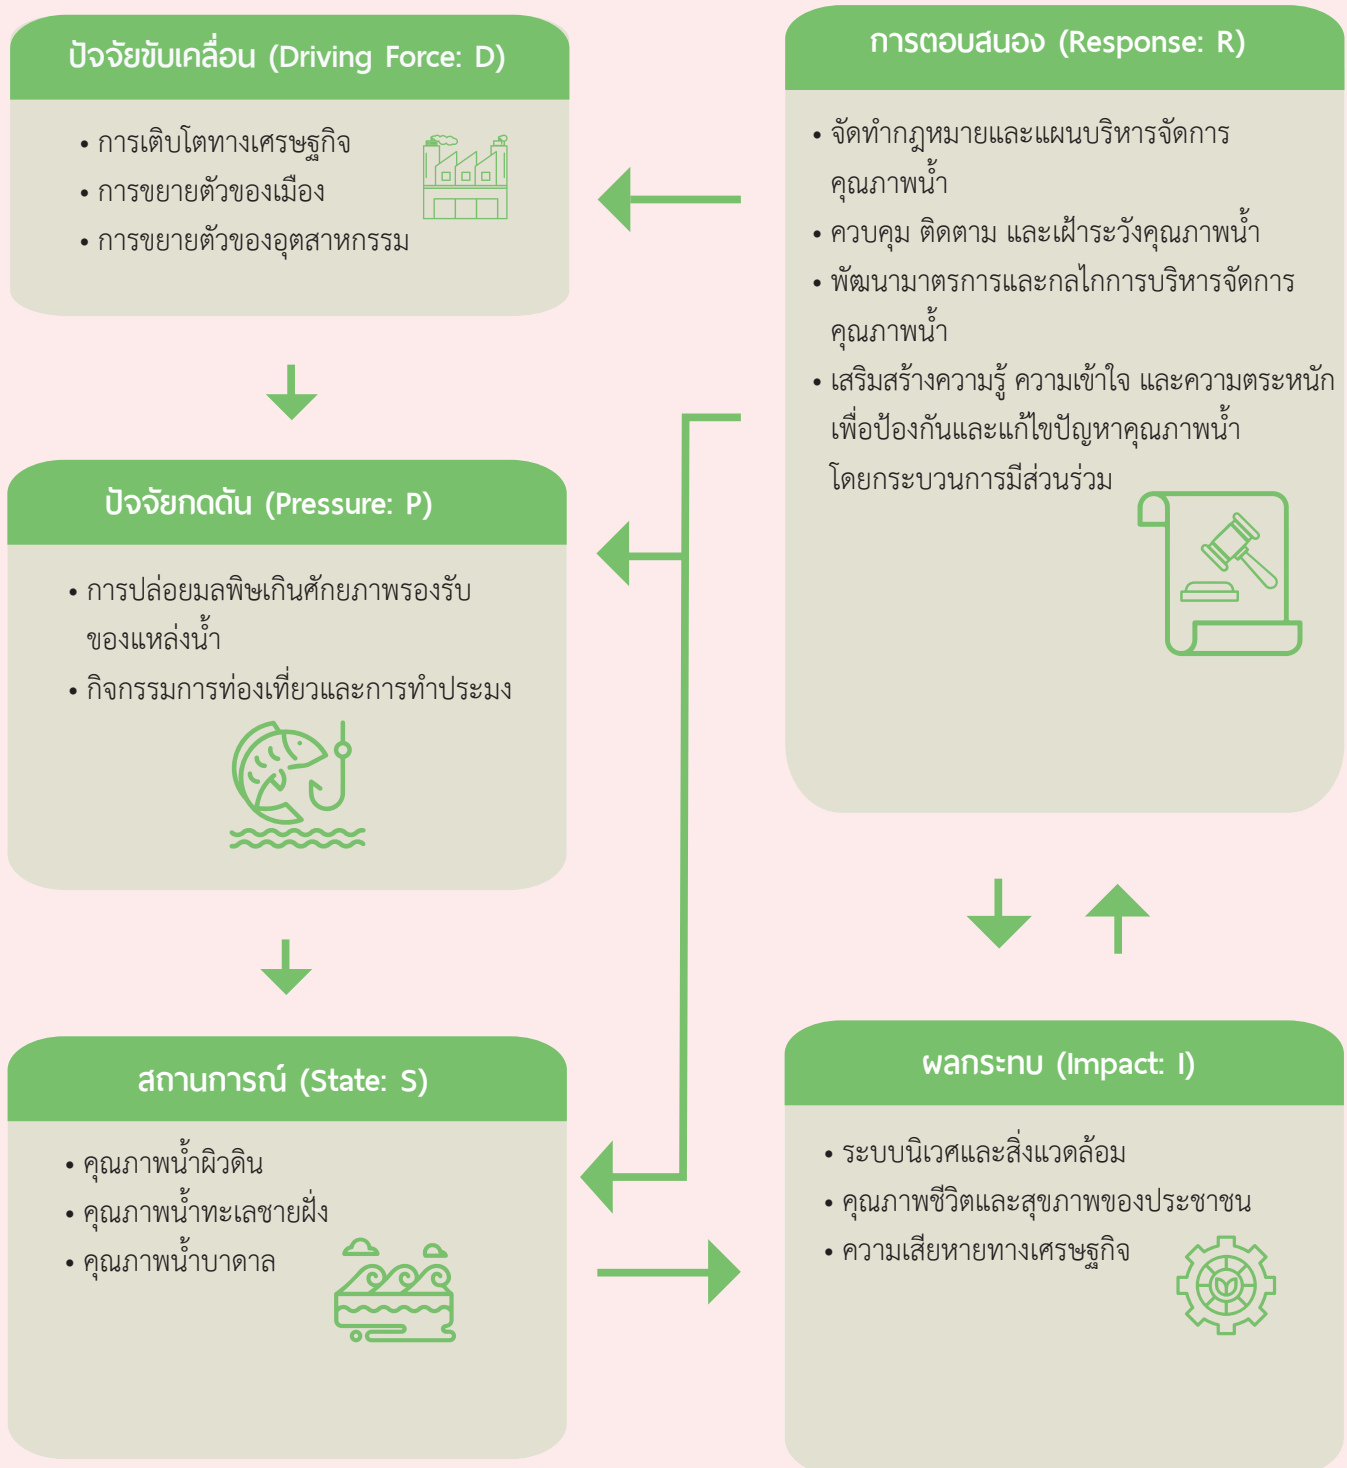 ปัจจัยขับเคลื่อน (Driving Force: D)
• การเติบโตทางเศรษฐกิจ
• การขยายตัวของเมือง
• การขยายตัวของอุตสาหกรรม
ปัจจัยกดดัน (Pressure: P)
• การปล่อยมลพิษเกินศักยภาพรองรับ
ของแหล่งน้ำ
• กิจกรรมการท่องเที่ยวและการทำประมง
สถานการณ์ (State: S)
• คุณภาพน้ำผิวดิน
• คุณภาพน้ำทะเลชายฝั่ง
• คุณภาพน้ำบาดาล
การตอบสนอง (Response: R)
• จัดทำกฎหมายและแผนบริหารจัดการ
คุณภาพน้ำ
• ควบคุม ติดตาม และเฝ้าระวังคุณภาพน้ำ
• พัฒนามาตรการและกลไกการบริหารจัดการ
คุณภาพน้ำ
• เสริมสร้างความรู้ ความเข้าใจ และความตระหนัก
เพื่อป้องกันและแก้ไขปัญหาคุณภาพน้ำ
โดยกระบวนการมีส่วนร่วม
ผลกระทบ (Impact: I)
• ระบบนิเวศและสิ่งแวดล้อม
• คุณภาพชีวิตและสุขภาพของประชาชน
• ความเสียหายทางเศรษฐกิจ